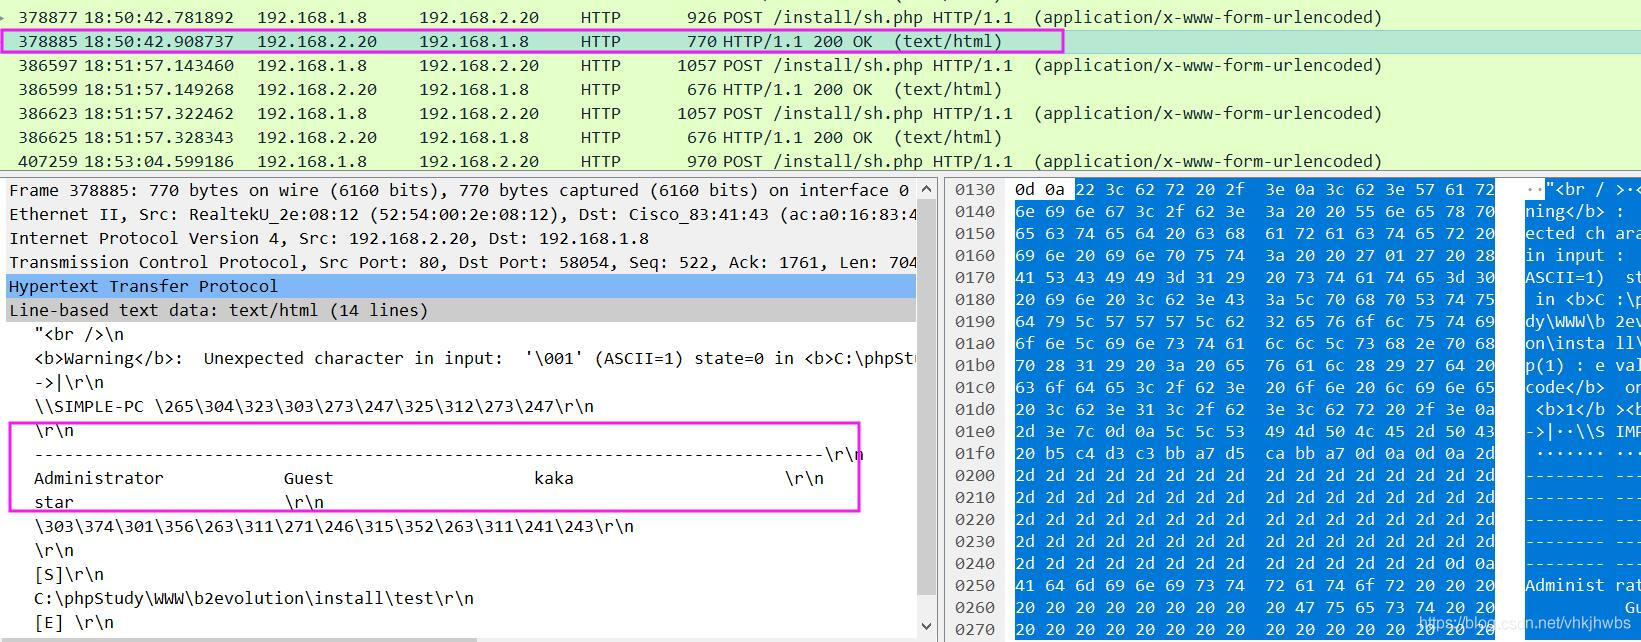 378877 18:50:42.781892 192.168.1.8 192.168.2.20 HTTP 926 POST /install/sh.php HTTP/1.1 (application/x-www-form-urlencoded)
378885 18:50:42.908737 192.168.2.20 192.168.1.8 HTTP 770 HTTP/1.1 200 OK (text/html)
386597 18:51:57.143460 192.168.1.8 192.168.2.20 HTTP 1057 POST /install/sh.php HTTP/1.1 (application/x-www-form-urlencoded)
386599 18:51:57.149268 192.168.2.20 192.168.1.8 HTTP 676 HTTP/1.1 200 OK (text/html)
386623 18:51:57.322462 192.168.1.8 192.168.2.20 HTTP 1057 POST /install/sh.php HTTP/1.1 (application/x-www-form-urlencoded)
386625 18:51:57.328343 192.168.2.20 192.168.1.8 HTTP 676 HTTP/1.1 200 OK (text/html)
407259 18:53:04.599186 192.168.1.8 192.168.2.20 HTTP 970 POST /install/sh.php HTTP/1.1 (application/x-www-form-urlencoded)
Frame 378885: 770 bytes on wire (6160 bits), 770 bytes captured (6160 bits) on interface 0
Ethernet II, Src: RealtekU_2e:08:12 (52:54:00:2e:08:12), Dst: Cisco_83:41:43 (ac:a0:16:83:4
Internet Protocol Version 4, Src: 192.168.2.20, Dst: 192.168.1.8
Transmission Control Protocol, Src Port: 80, Dst Port: 58054, Seq: 522, Ack: 1761, Len: 704
Hypertext Transfer Protocol
Line-based text data: text/html (14 lines)
"<br />\n
<b>Warning</b>:  Unexpected character in input:  '\001' (ASCII=1) state=0 in <b>C:\phpStu
->|\r\n
\\SIMPLE-PC \265\304\323\303\273\247\325\312\273\247\r\n
\r\n
-------------------------------------------------------------------------------\r\n
Administrator Guest kaka \r\n
star \r\n
\303\374\301\356\263\311\271\246\315\352\263\311\241\243\r\n
\r\n
[S]\r\n
C:\phpStudy\WWW\b2evolution\install\test\r\n
[E] \r\n
0130 0d 0a 22 3c 62 72 20 2f 3e 0a 3c 62 3e 57 61 72 ··"<br / >·<
0140 6e 69 6e 67 3c 2f 62 3e 3a 20 20 55 6e 65 78 70 ning</b> :
0150 65 63 74 65 64 20 63 68 61 72 61 63 74 65 72 20 ected ch ara
0160 69 6e 20 69 6e 70 75 74 3a 20 20 27 01 27 20 28 in input :
0170 41 53 43 49 49 3d 31 29 20 73 74 61 74 65 3d 30 ASCII=1) st
0180 20 69 6e 20 3c 62 3e 43 3a 5c 70 68 70 53 74 75 in <b>C :\p
0190 64 79 5c 57 57 57 5c 62 32 65 76 6f 6c 75 74 69 dy\WWW\b 2ev
01a0 6f 6e 5c 69 6e 73 74 61 6c 6c 5c 73 68 2e 70 68 on\insta ll\
01b0 70 28 31 29 20 3a 20 65 76 61 6c 28 29 27 64 20 p(1) : e val
01c0 63 6f 64 65 3c 2f 62 3e 20 6f 6e 20 6c 69 6e 65 code</b> on
01d0 20 3c 62 3e 31 3c 2f 62 3e 3c 62 72 20 2f 3e 0a <b>1</b ><b
01e0 2d 3e 7c 0d 0a 5c 5c 53 49 4d 50 4c 45 2d 50 43 ->|··\\S IMP
01f0 20 b5 c4 d3 c3 bb a7 d5 ca bb a7 0d 0a 0d 0a 2d ······· ···
0200 2d 2d 2d 2d 2d 2d 2d 2d 2d 2d 2d 2d 2d 2d 2d 2d -------- ---
0210 2d 2d 2d 2d 2d 2d 2d 2d 2d 2d 2d 2d 2d 2d 2d 2d -------- ---
0220 2d 2d 2d 2d 2d 2d 2d 2d 2d 2d 2d 2d 2d 2d 2d 2d -------- ---
0230 2d 2d 2d 2d 2d 2d 2d 2d 2d 2d 2d 2d 2d 2d 2d 2d -------- ---
0240 2d 2d 2d 2d 2d 2d 2d 2d 2d 2d 2d 2d 2d 2d 0d 0a -------- ---
0250 41 64 6d 69 6e 69 73 74 72 61 74 6f 72 20 20 20 Administ rat
0260 20 20 20 20 20 20 20 20 20 47 75 65 73 74 20 20 Gu
0270 20 20 20 20 20 20 20 20 20 20 20 20 20 20 20 20
https://blog.csdn.net/vhkjhwbs